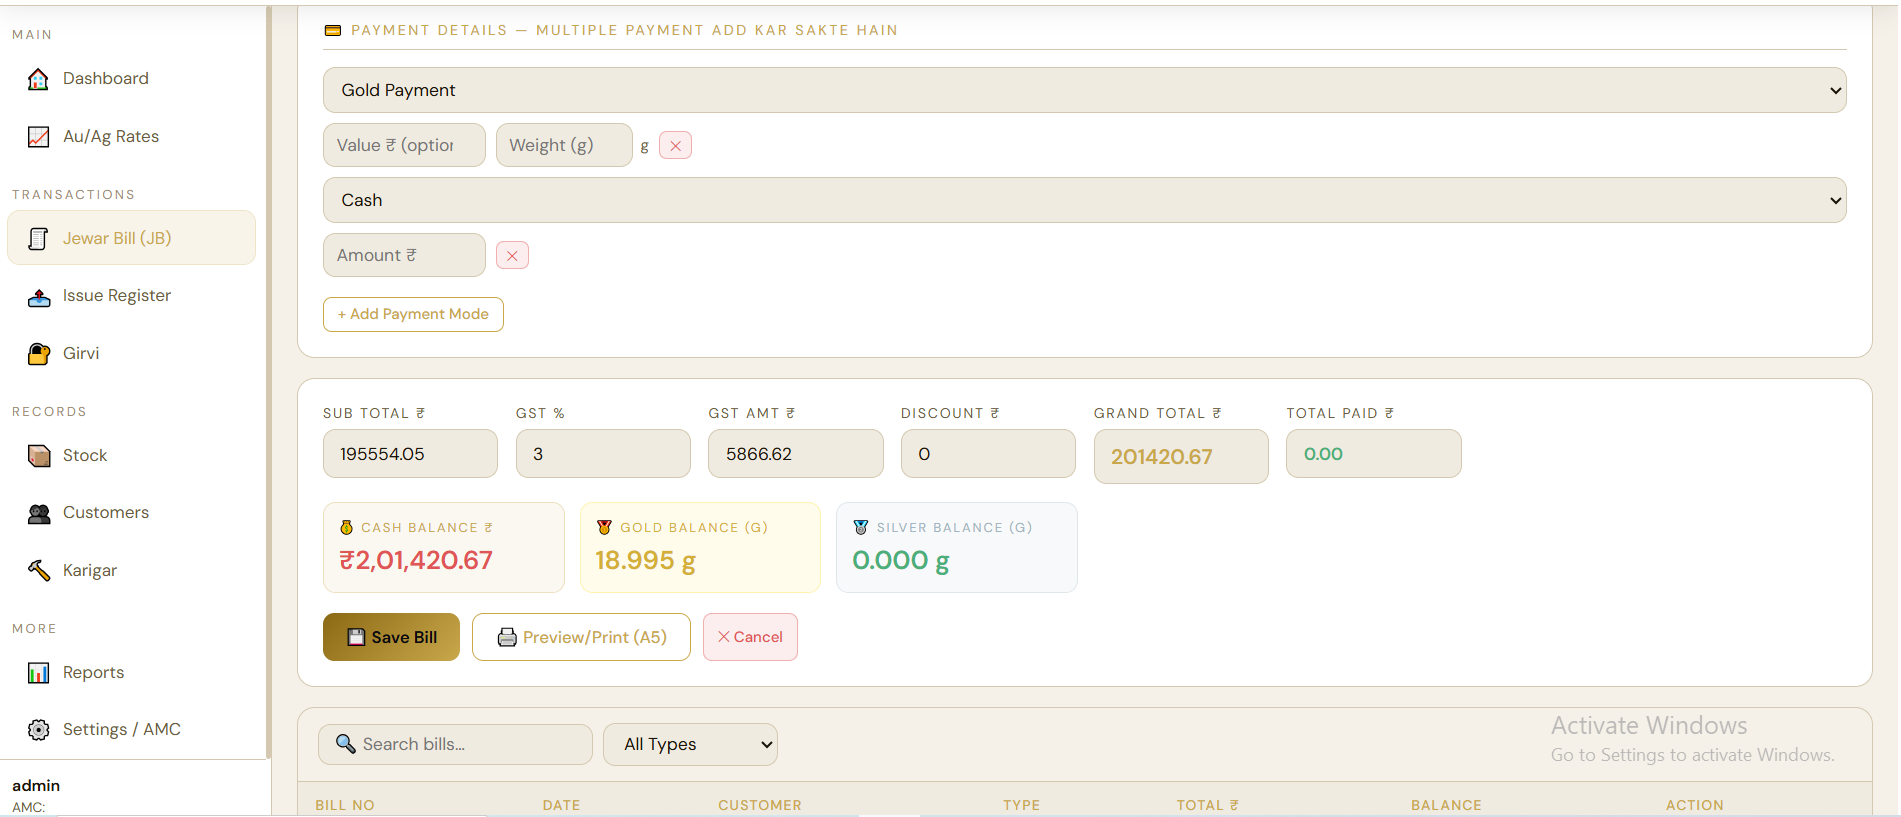 MAIN
Dashboard
Au/Ag Rates
TRANSACTIONS
Jewar Bill (JB)
Issue Register
Girvi
RECORDS
Stock
Customers
Karigar
MORE
Reports
Settings / AMC
admin
AMC:
PAYMENT DETAILS — MULTIPLE PAYMENT ADD KAR SAKTE HAIN
Gold Payment
Value ₹ (option
Weight (g)
g
Cash
Amount ₹
+ Add Payment Mode
SUB TOTAL ₹
GST %
GST AMT ₹
DISCOUNT ₹
GRAND TOTAL ₹
TOTAL PAID ₹
195554.05
3
5866.62
0
201420.67
0.00
CASH BALANCE ₹
GOLD BALANCE (G)
SILVER BALANCE (G)
₹2,01,420.67
18.995 g
0.000 g
Save Bill
Preview/Print (A5)
Cancel
Search bills...
All Types
Activate Windows
Go to Settings to activate Windows.
BILL NO
DATE
CUSTOMER
TYPE
TOTAL ₹
BALANCE
ACTION